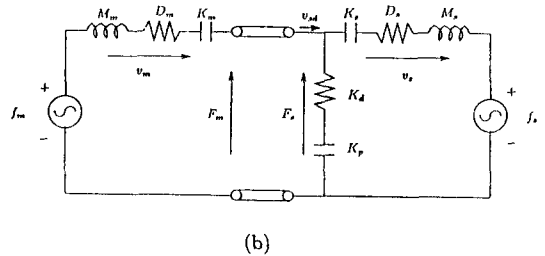 M_m D_m K_m v_sd K_s D_s M_s
v_m v_s
+ +
f_m F_m F_s K_d f_s
- -
K_p
(b)